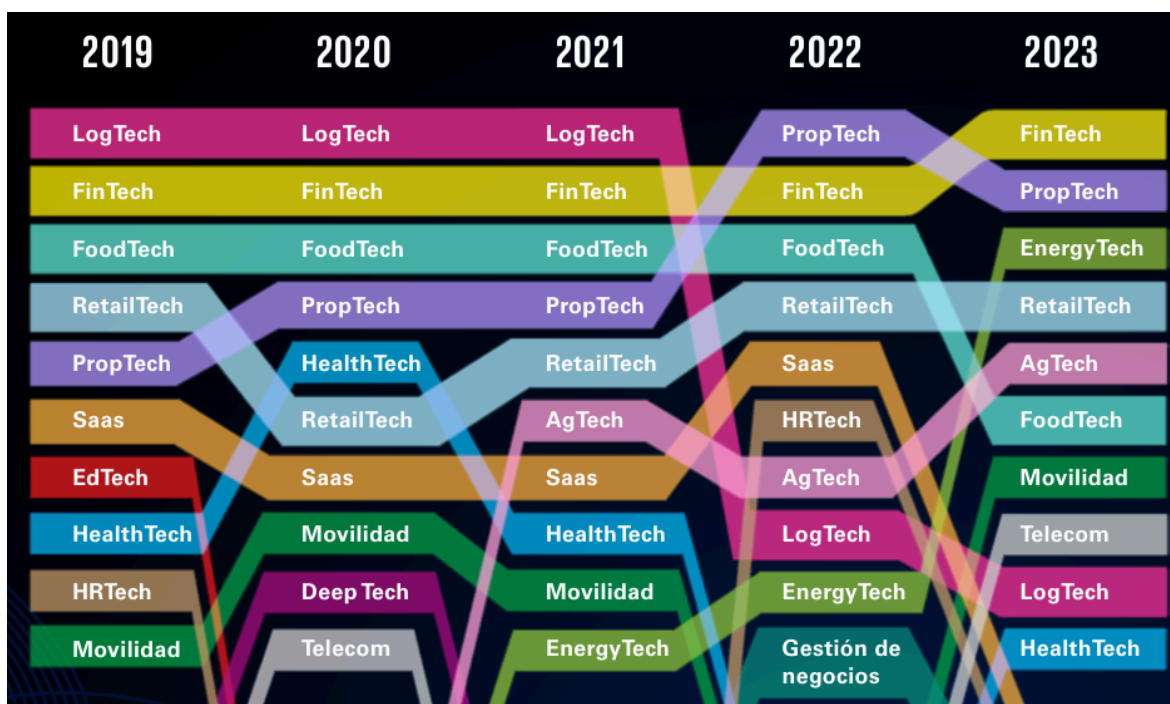 2019 2020 2021 2022 2023
LogTech LogTech LogTech PropTech FinTech
FinTech FinTech FinTech FinTech PropTech
FoodTech FoodTech FoodTech FoodTech EnergyTech
RetailTech PropTech PropTech RetailTech RetailTech
PropTech HealthTech RetailTech Saas AgTech
Saas RetailTech AgTech HRTech FoodTech
EdTech Saas Saas AgTech Movilidad
HealthTech Movilidad HealthTech LogTech Telecom
HRTech Deep Tech Movilidad EnergyTech LogTech
Movilidad Telecom EnergyTech Gestión de HealthTech
negocios